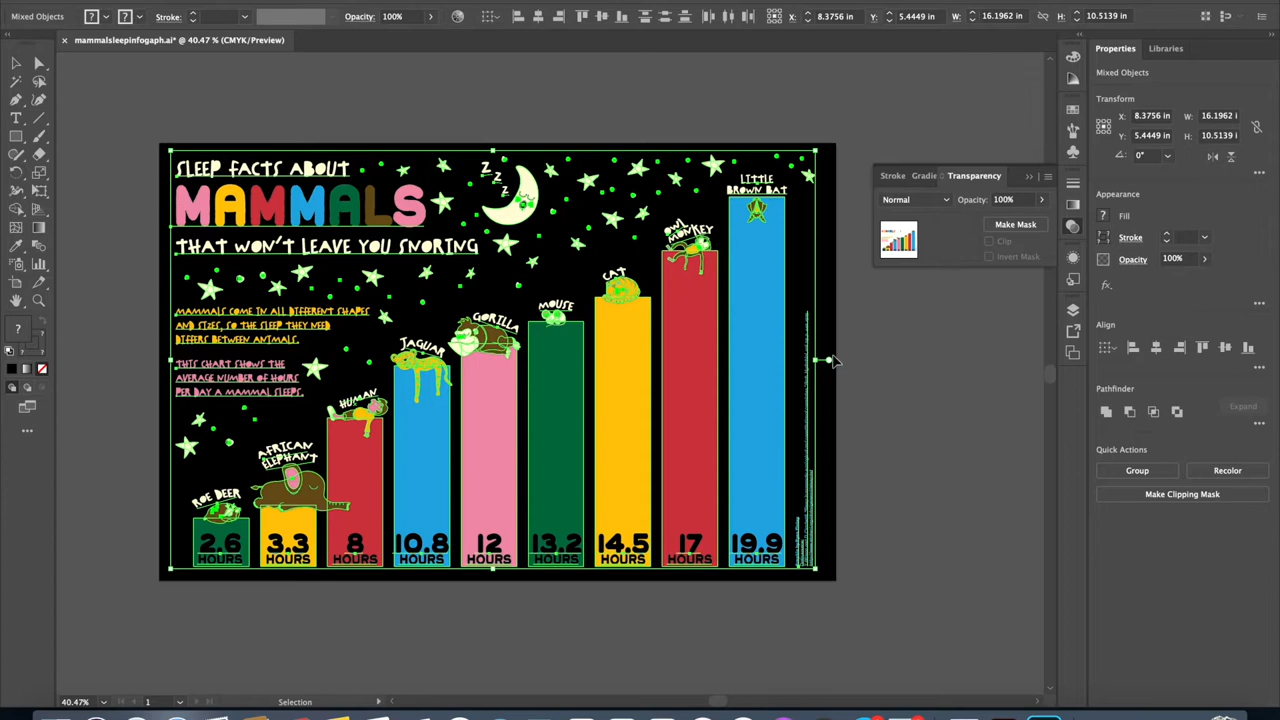 Mixed Objects
?
?
Stroke:
Opacity: 100%
X: 8.3756 in
Y: 5.4449 in
W: 16.1962 in
H: 10.5139 in
× mammalsleepinfogaph.ai* @ 40.47 % (CMYK/Preview)
SLEEP FACTS ABOUT
MAMMALS
THAT WON'T LEAVE YOU SNORING
Z
Z
Z
MAMMALS COME IN ALL DIFFERENT SHAPES
AND SIZES, SO THE SLEEP THEY NEED
DIFFERS BETWEEN ANIMALS.
THIS CHART SHOWS THE
AVERAGE NUMBER OF HOURS
PER DAY A MAMMAL SLEEPS.
ROE DEER
AFRICAN
ELEPHANT
HUMAN
JAGUAR
GORILLA
MOUSE
CAT
OWL
MONKEY
LITTLE
BROWN BAT
2.6
HOURS
3.3
HOURS
8
HOURS
10.8
HOURS
12
HOURS
13.2
HOURS
14.5
HOURS
17
HOURS
19.9
HOURS
?
40.47%
1
Selection
Stroke
Gradie
Transparency
Normal
Opacity: 100%
Make Mask
Clip
Invert Mask
Properties
Libraries
Mixed Objects
Transform
X: 8.3756 in
W: 16.1962 i
Y: 5.4449 in
H: 10.5139 i
0°
Appearance
? Fill
Stroke
Opacity 100%
fx.
Align
Pathfinder
Expand
Quick Actions
Group
Recolor
Make Clipping Mask